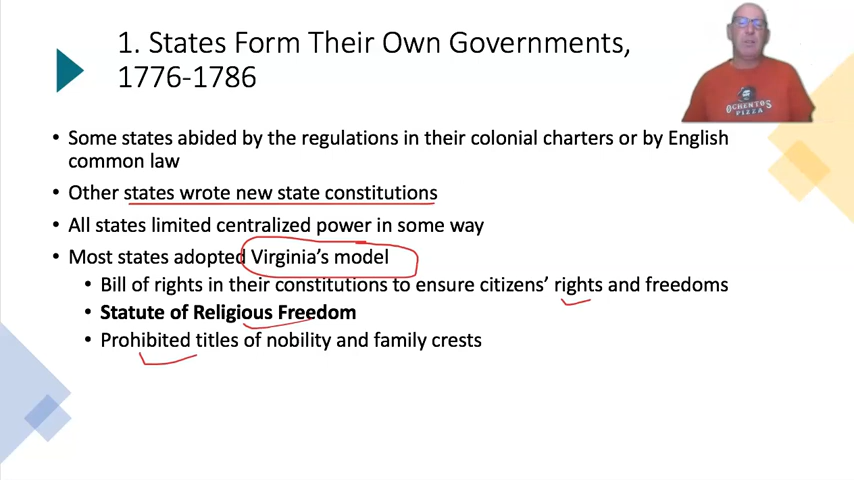 1. States Form Their Own Governments,
1776-1786
OCHENTOS
PIZZA
• Some states abided by the regulations in their colonial charters or by English
common law
• Other states wrote new state constitutions
• All states limited centralized power in some way
• Most states adopted Virginia's model
• Bill of rights in their constitutions to ensure citizens' rights and freedoms
• Statute of Religious Freedom
• Prohibited titles of nobility and family crests